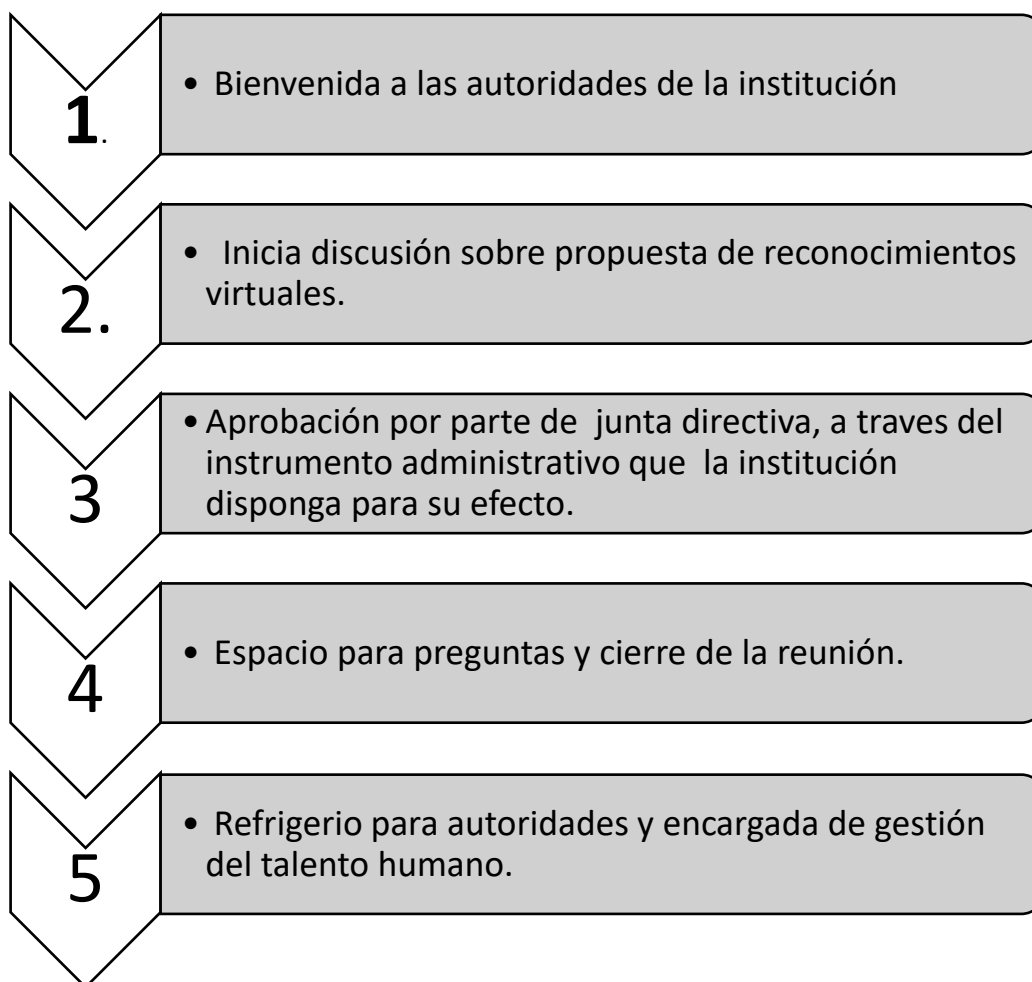 1.
• Bienvenida a las autoridades de la institución
2.
• Inicia discusión sobre propuesta de reconocimientos
virtuales.
3
• Aprobación por parte de junta directiva, a traves del
instrumento administrativo que la institución
disponga para su efecto.
4
• Espacio para preguntas y cierre de la reunión.
5
• Refrigerio para autoridades y encargada de gestión
del talento humano.